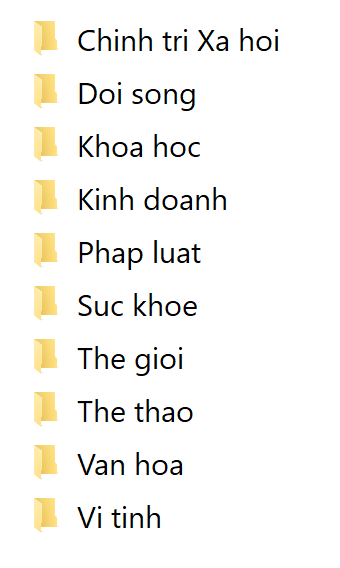 Chinh tri Xa hoi
Doi song
Khoa hoc
Kinh doanh
Phap luat
Suc khoe
The gioi
The thao
Van hoa
Vi tinh